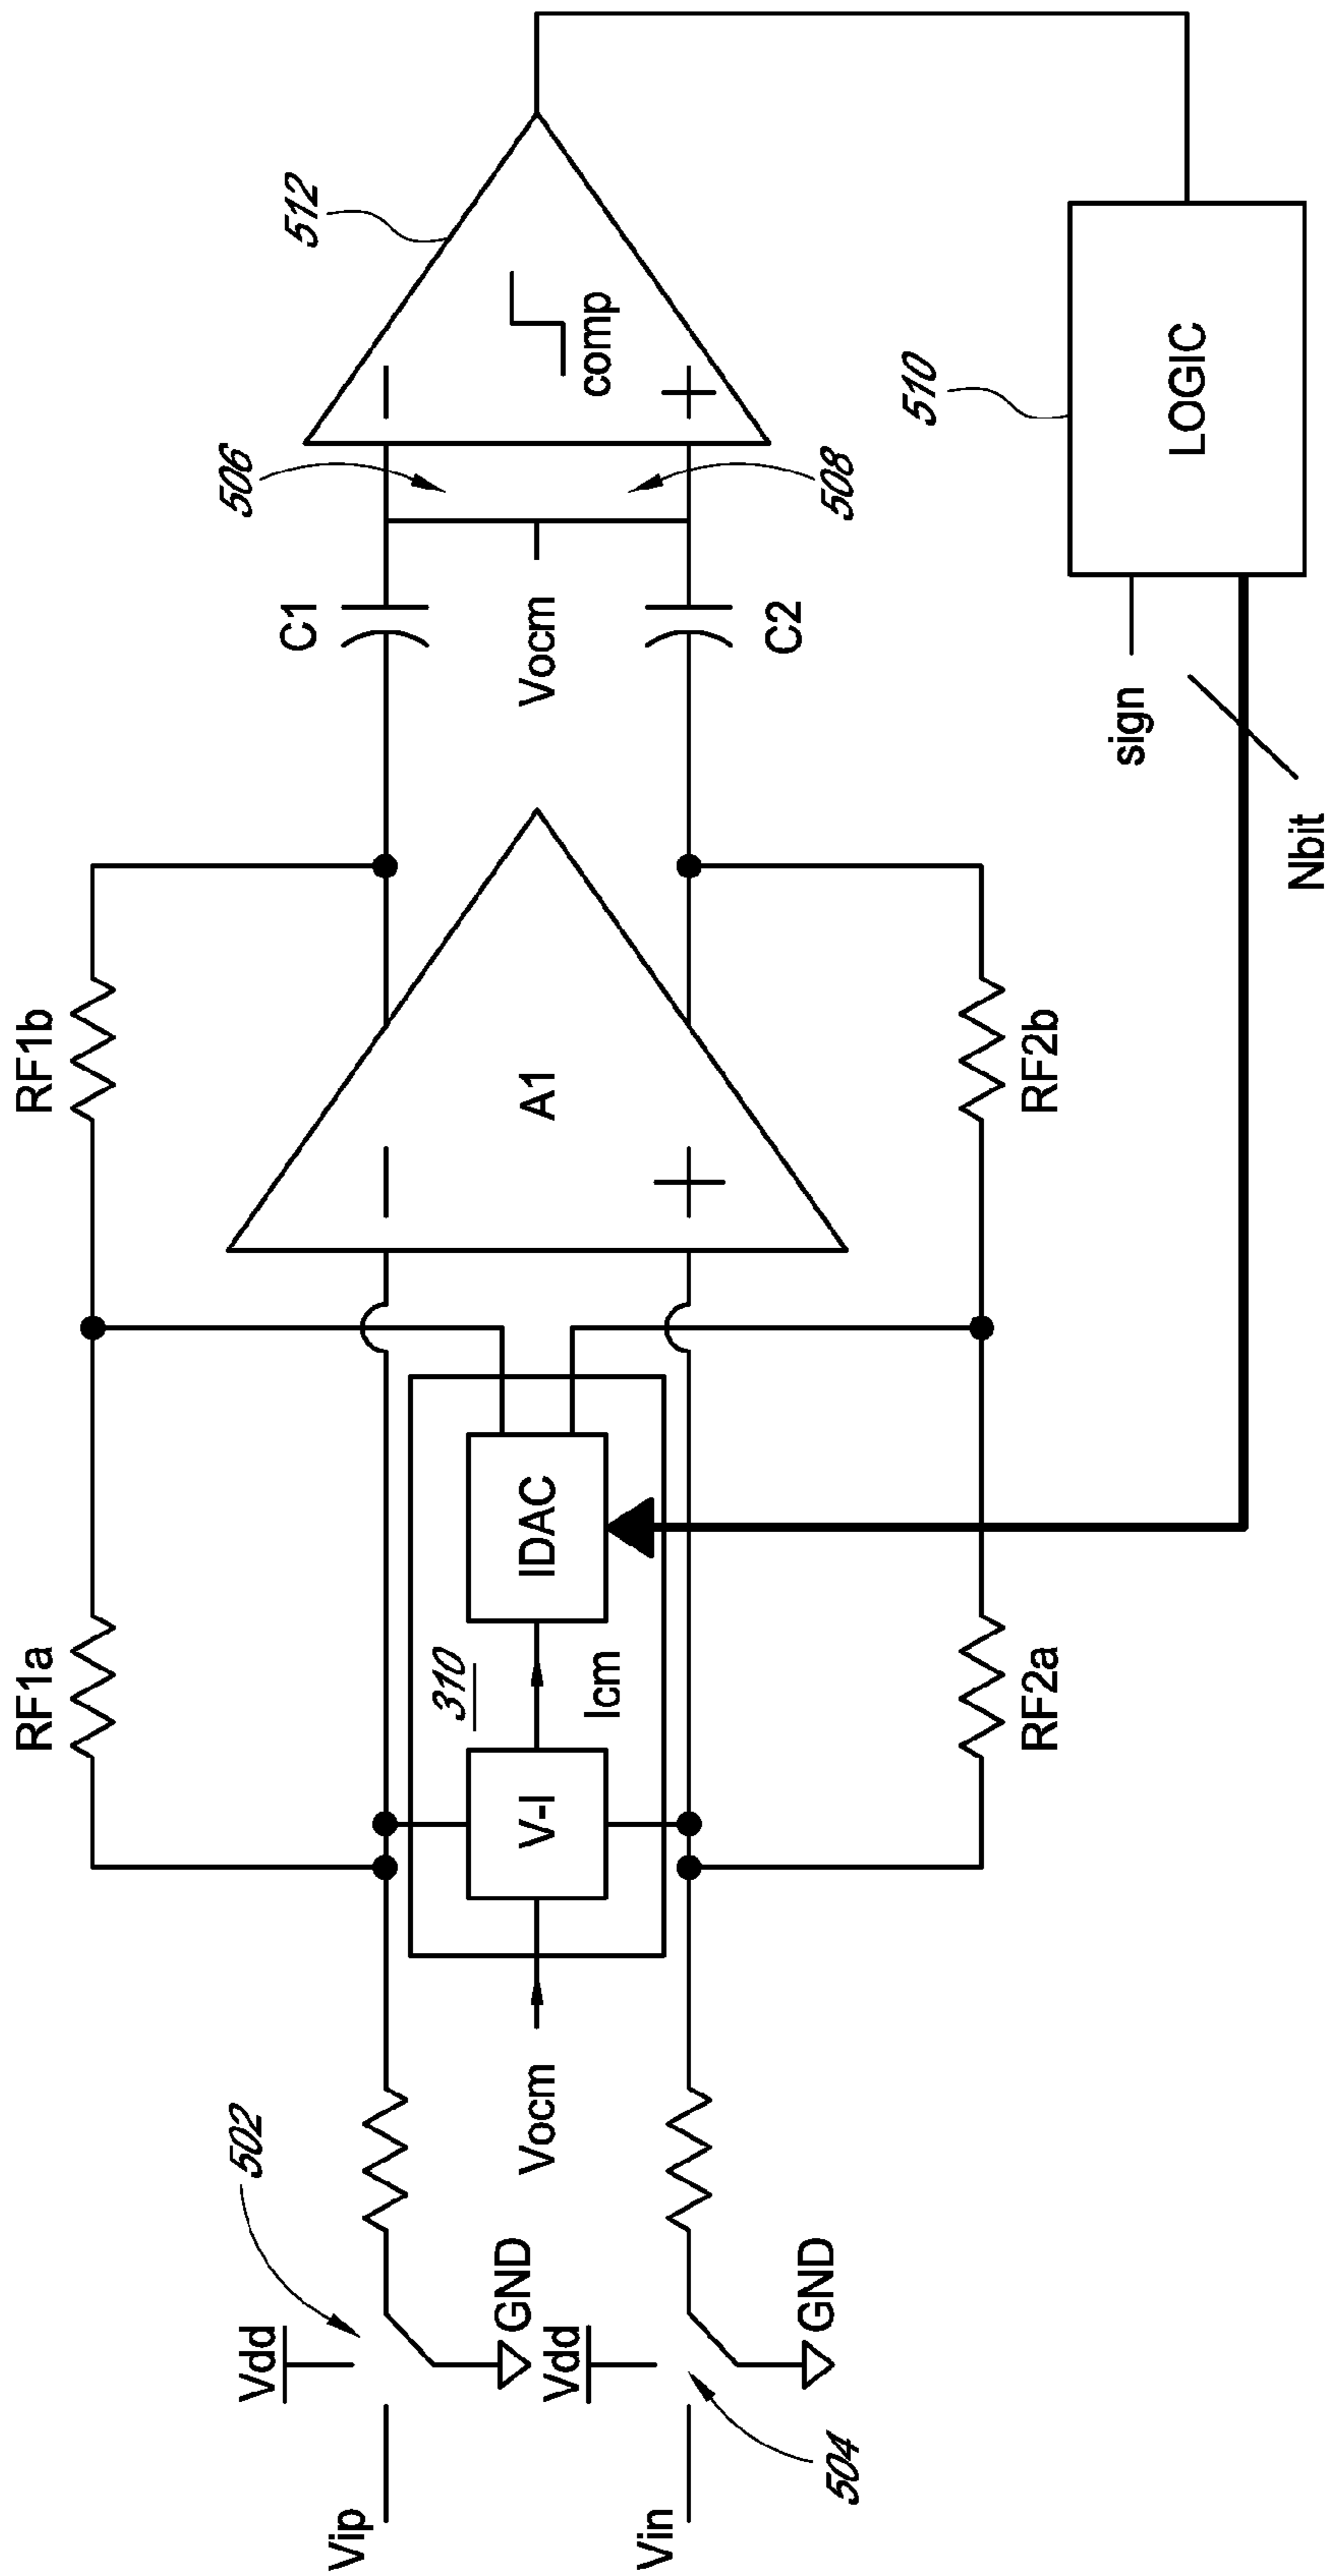 RF1a
RF1b
502
Vdd
Vip
GND
310
Vocm
V-I
Icm
IDAC
A1
C1
Vocm
C2
506
508
512
comp
Vdd
Vin
GND
504
RF2a
RF2b
510
LOGIC
sign
Nbit